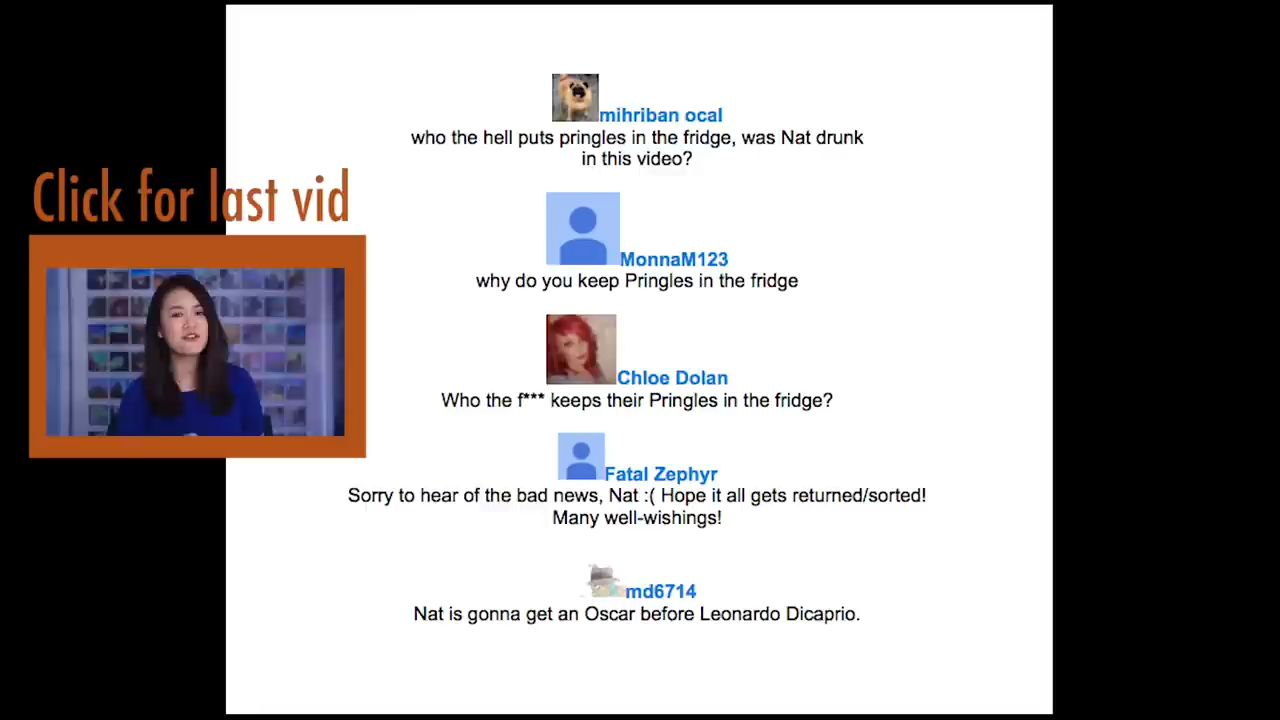 mihriban ocal
who the hell puts pringles in the fridge, was Nat drunk
in this video?
Click for last vid
MonnaM123
why do you keep Pringles in the fridge
Chloe Dolan
Who the f*** keeps their Pringles in the fridge?
Fatal Zephyr
Sorry to hear of the bad news, Nat :( Hope it all gets returned/sorted!
Many well-wishings!
md6714
Nat is gonna get an Oscar before Leonardo Dicaprio.